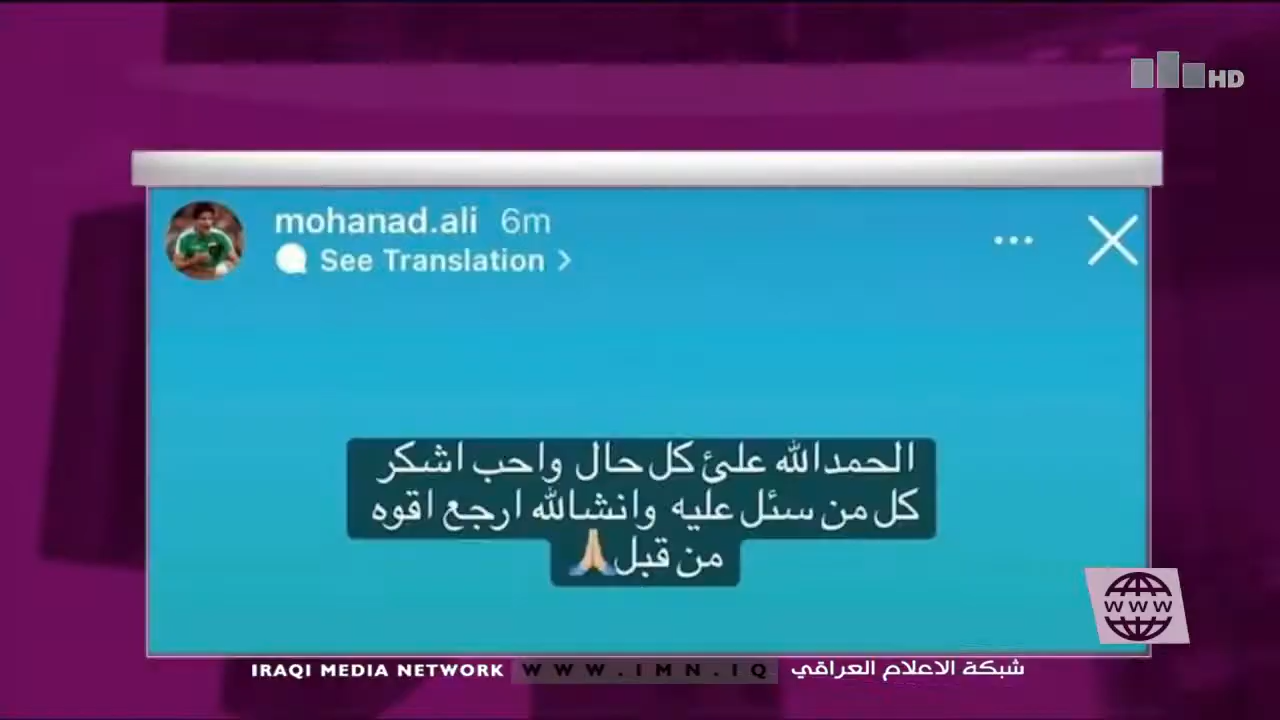 HD
mohanad.ali 6m
See Translation >
الحمدالله علئ كل حال واحب اشكر
كل من سئل عليه وانشالله ارجع اقوه
من قبل🙏
WWW
IRAQI MEDIA NETWORK WWW.IMN.IQ شبكة الاعلام العراقي